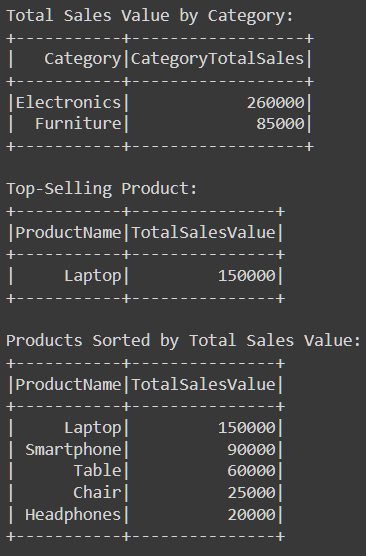 Total Sales Value by Category:
+-----------+------------------+
|   Category|CategoryTotalSales|
+-----------+------------------+
|Electronics|            260000|
|  Furniture|             85000|
+-----------+------------------+

Top-Selling Product:
+-----------+---------------+
|ProductName|TotalSalesValue|
+-----------+---------------+
|     Laptop|         150000|
+-----------+---------------+

Products Sorted by Total Sales Value:
+-----------+---------------+
|ProductName|TotalSalesValue|
+-----------+---------------+
|     Laptop|         150000|
| Smartphone|          90000|
|      Table|          60000|
|      Chair|          25000|
| Headphones|          20000|
+-----------+---------------+